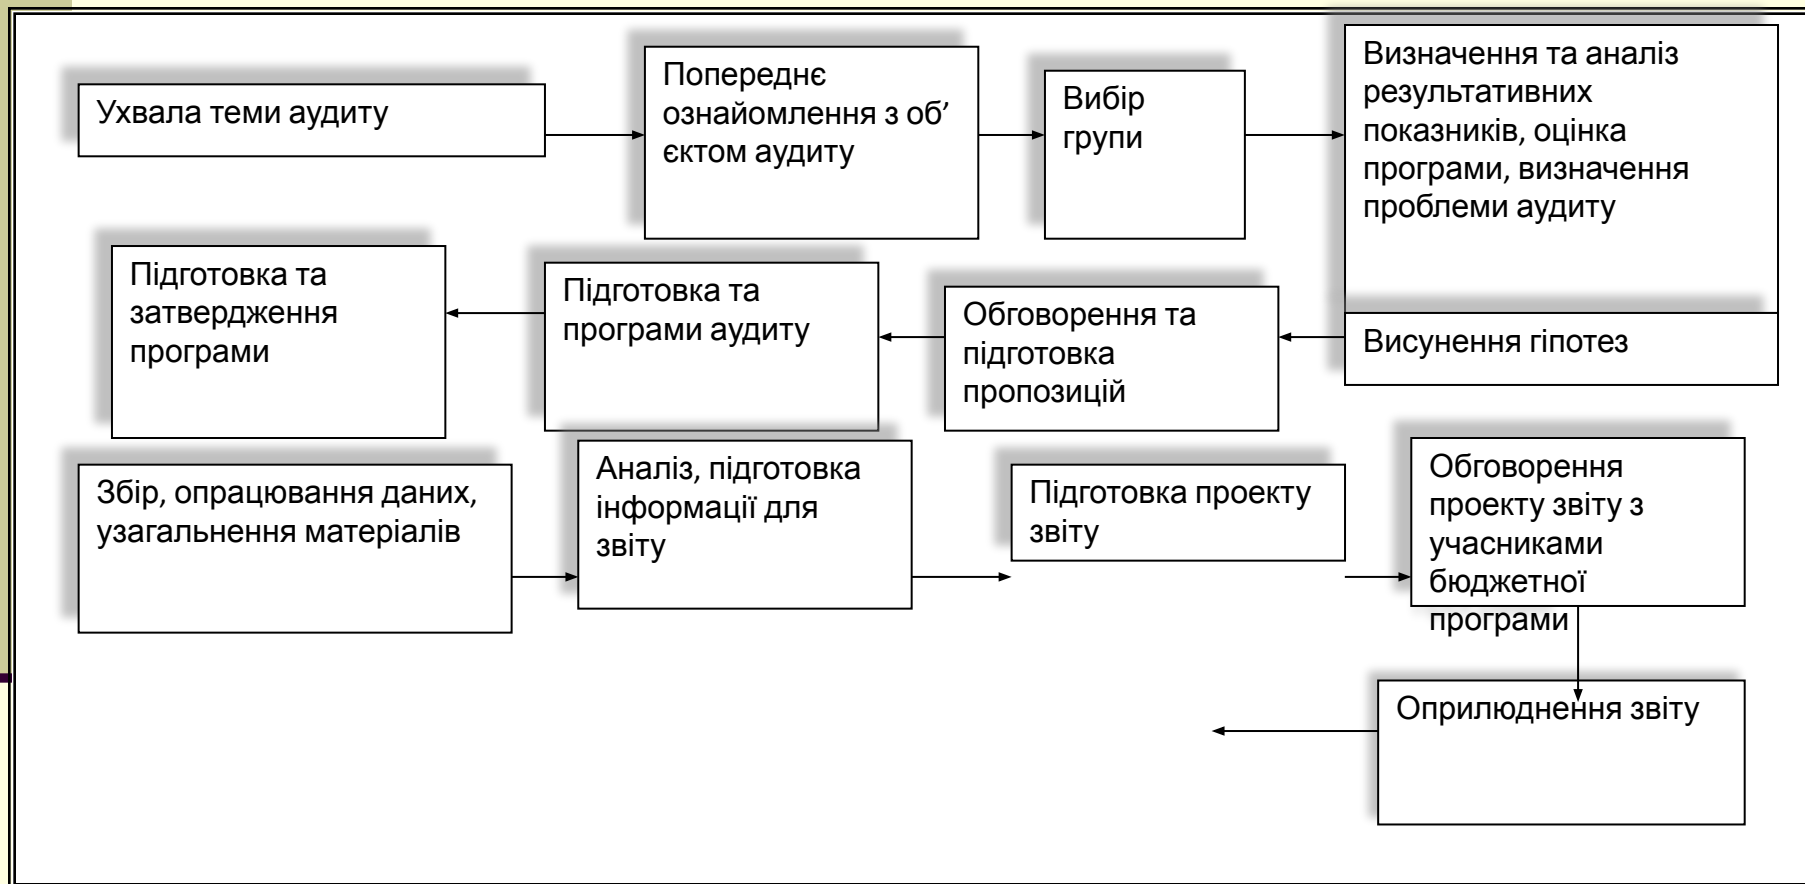 Ухвала теми аудиту
Попереднє
ознайомлення з об’
єктом аудиту
Вибір
групи
Визначення та аналіз
результативних
показників, оцінка
програми, визначення
проблеми аудиту
Висунення гіпотез
Обговорення та
підготовка
пропозицій
Підготовка та
програми аудиту
Підготовка та
затвердження
програми
Збір, опрацювання даних,
узагальнення матеріалів
Аналіз, підготовка
інформації для
звіту
Підготовка проекту
звіту
Обговорення
проекту звіту з
учасниками
бюджетної
програми
Оприлюднення звіту